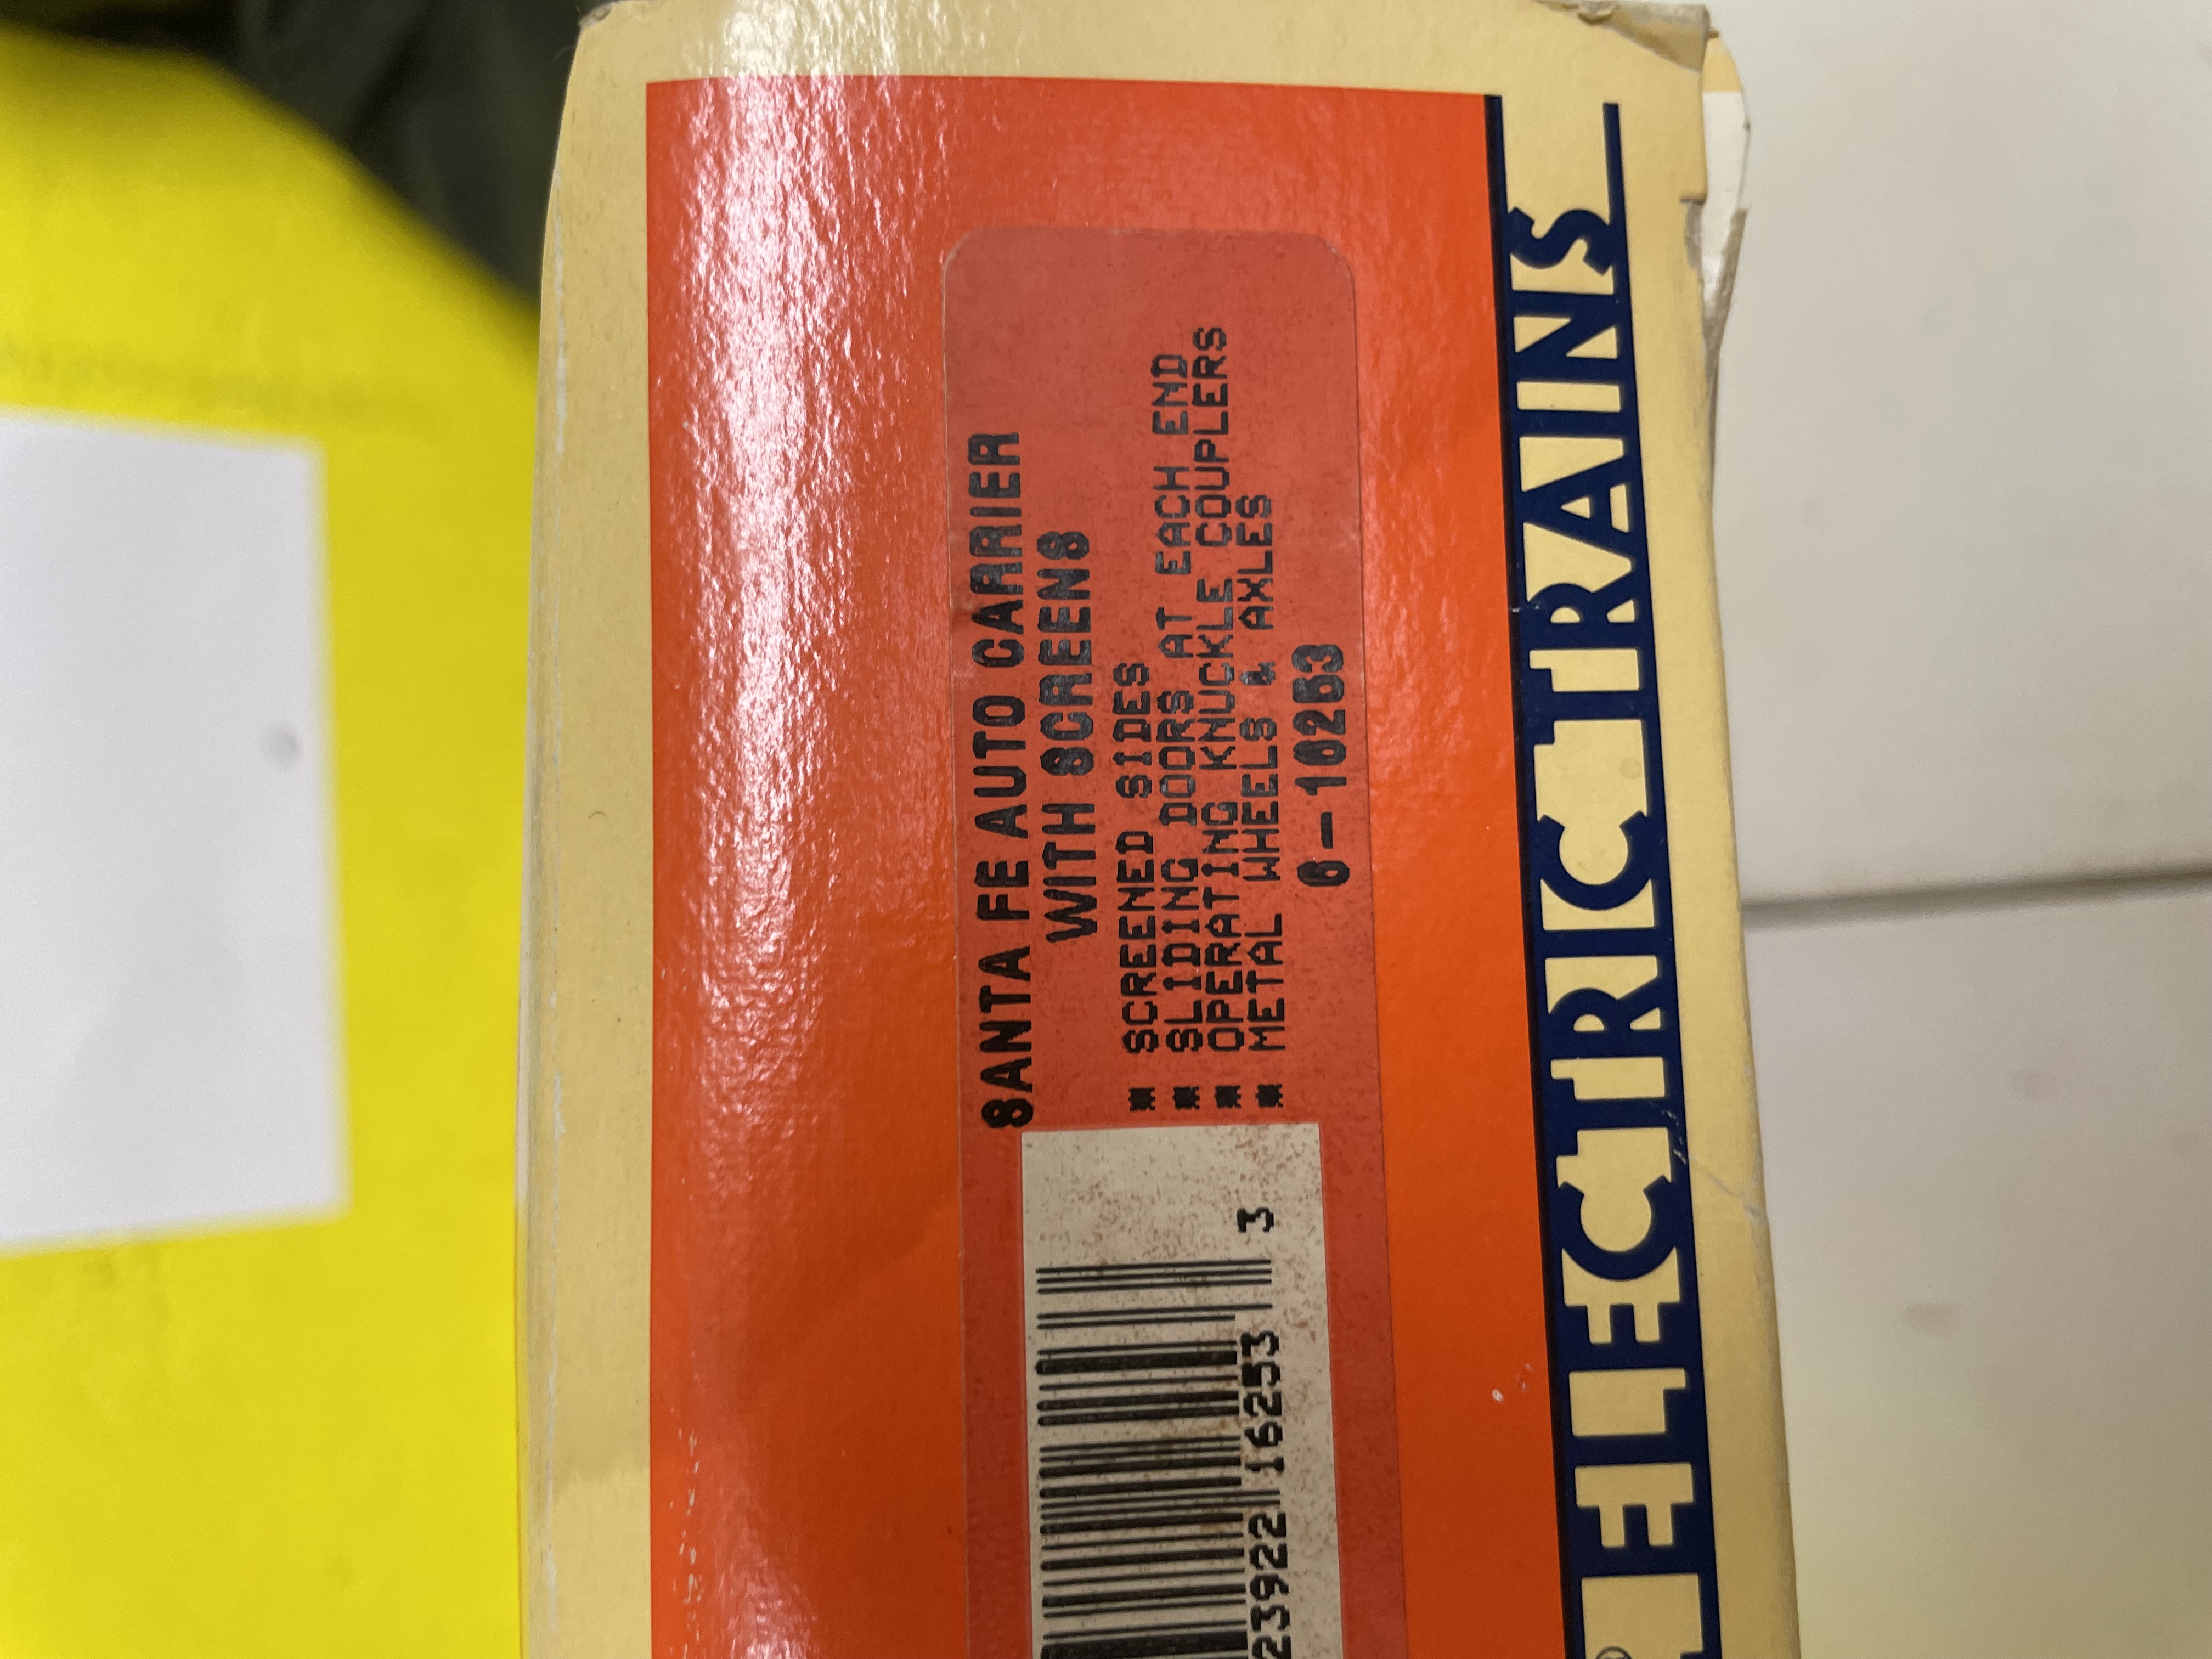 SANTA FE AUTO CARRIER
WITH SCREENS
* SCREENED SIDES
* SLIDING DOORS AT EACH END
* OPERATING KNUCKLE COUPLERS
* METAL WHEELS & AXLES
6-16253
23922 16253 3
ELECTRIC TRAINS